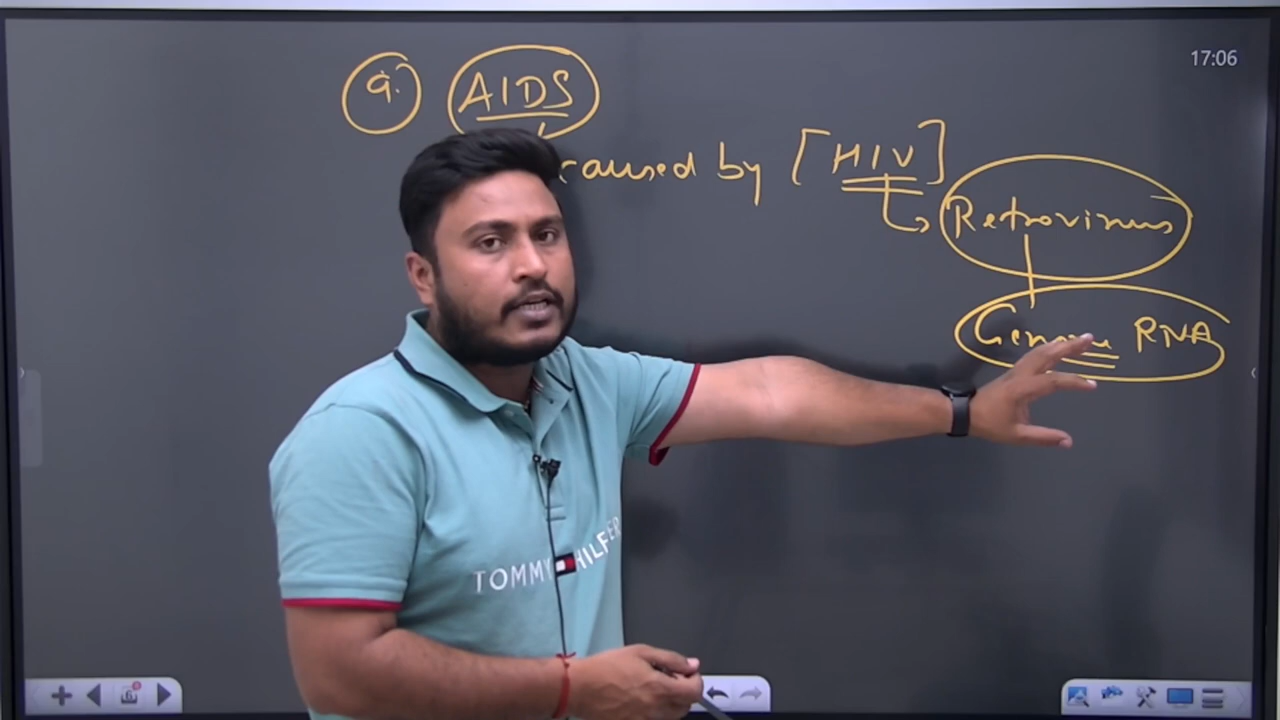 17:06
9. AIDS
caused by [HIV]
Retrovirus
Genome RNA
TOMMY HILFIGER